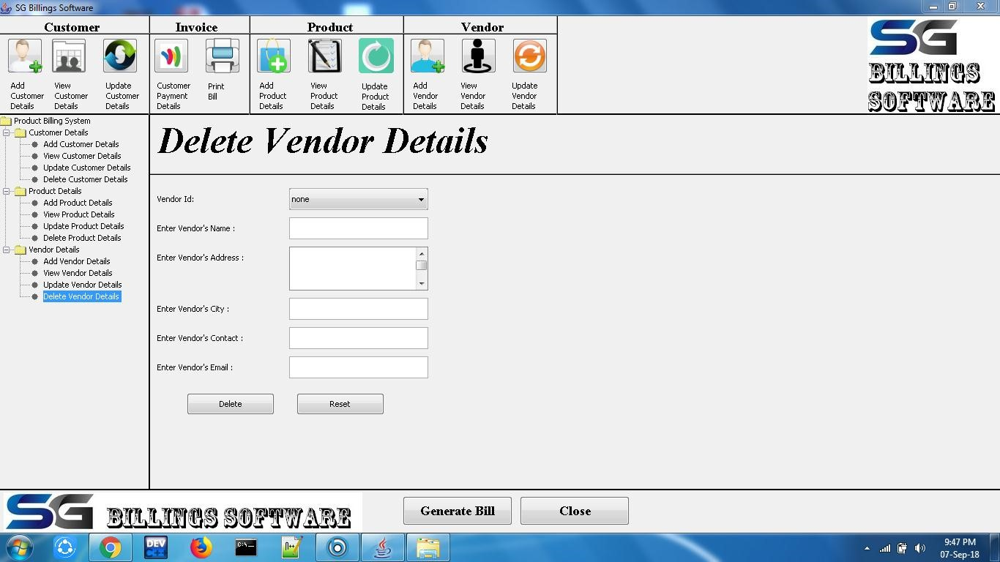 SG Billings Software
Customer
Invoice
Product
Vendor
Add Customer Details
View Customer Details
Update Customer Details
Customer Payment Details
Print Bill
Add Product Details
View Product Details
Update Product Details
Add Vendor Details
View Vendor Details
Update Vendor Details
SG
BILLINGS
SOFTWARE
Product Billing System
Customer Details
Add Customer Details
View Customer Details
Update Customer Details
Delete Customer Details
Product Details
Add Product Details
View Product Details
Update Product Details
Delete Product Details
Vendor Details
Add Vendor Details
View Vendor Details
Update Vendor Details
Delete Vendor Details
Delete Vendor Details
Vendor Id:
none
Enter Vendor's Name :
Enter Vendor's Address :
Enter Vendor's City :
Enter Vendor's Contact :
Enter Vendor's Email :
Delete
Reset
SG BILLINGS SOFTWARE
Generate Bill
Close
DEV
C++
C:\
N++
9:47 PM
07-Sep-18